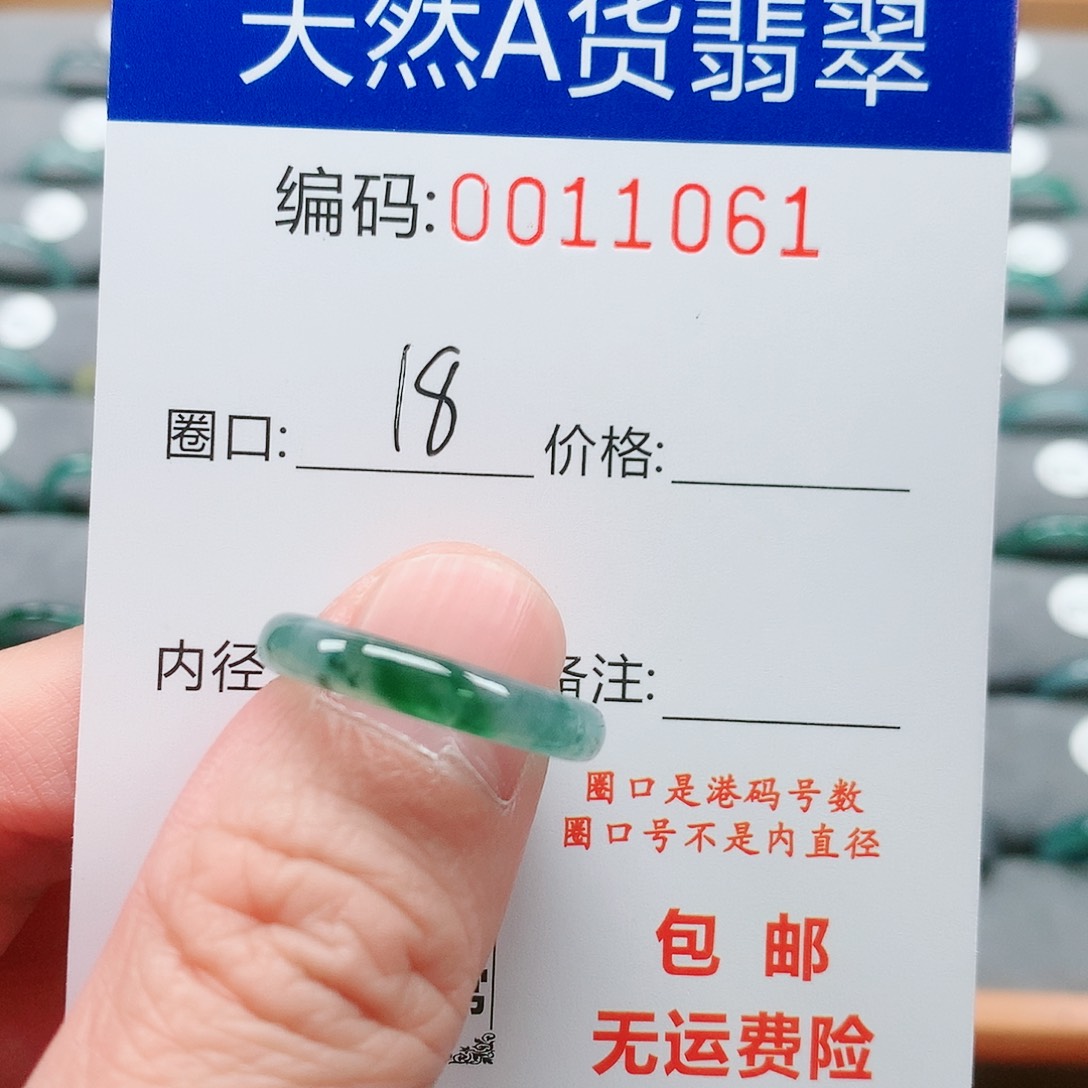 天然A货翡翠
编码:0011061
圈口: 18 价格:
内径 备注:
圈口是港码号数
圈口号不是内直径
包邮
无运费险